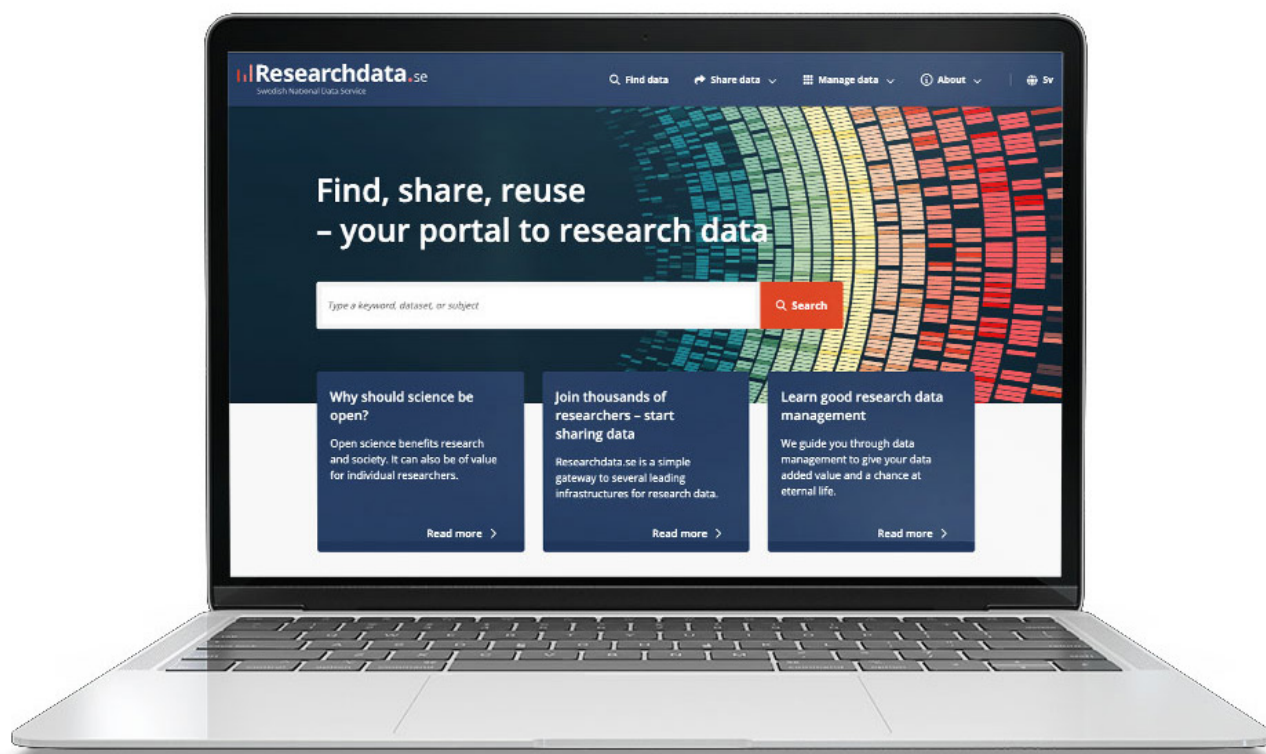 Researchdata.se
Swedish National Data Service
Find data
Share data
Manage data
About
Sv
Find, share, reuse
– your portal to research data
Type a keyword, dataset, or subject
Search
Why should science be
open?
Open science benefits research
and society. It can also be of value
for individual researchers.
Read more
Join thousands of
researchers – start
sharing data
Researchdata.se is a simple
gateway to several leading
infrastructures for research data.
Read more
Learn good research data
management
We guide you through data
management to give your data
added value and a chance at
eternal life.
Read more